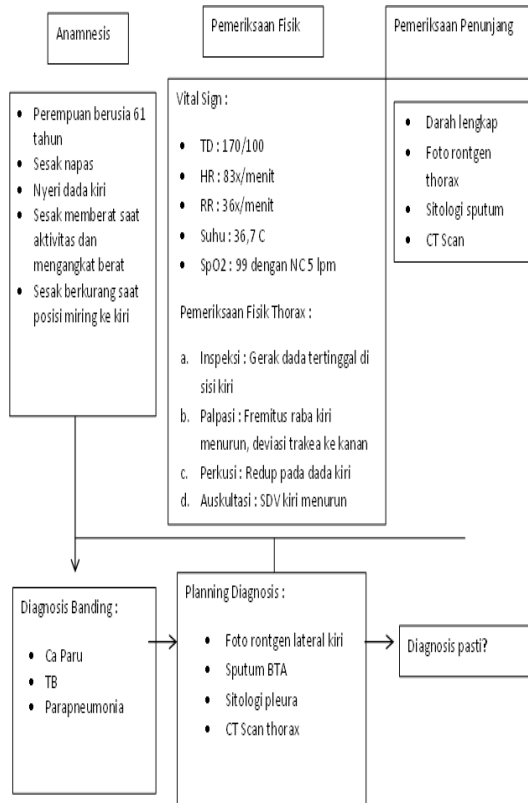 Anamnesis
Pemeriksaan Fisik
Pemeriksaan Penunjang
• Perempuan berusia 61
tahun
• Sesak napas
• Nyeri dada kiri
• Sesak memberat saat
aktivitas dan
mengangkat berat
• Sesak berkurang saat
posisi miring ke kiri
Vital Sign :
• TD : 170/100
• HR : 83x/menit
• RR : 36x/menit
• Suhu : 36,7 C
• SpO2 : 99 dengan NC 5 lpm
Pemeriksaan Fisik Thorax :
a. Inspeksi : Gerak dada tertinggal di
sisi kiri
b. Palpasi : Fremitus raba kiri
menurun, deviasi trakea ke kanan
c. Perkusi : Redup pada dada kiri
d. Auskultasi : SDV kiri menurun
• Darah lengkap
• Foto rontgen
thorax
• Sitologi sputum
• CT Scan
Diagnosis Banding :
• Ca Paru
• TB
• Parapneumonia
Planning Diagnosis :
• Foto rontgen lateral kiri
• Sputum BTA
• Sitologi pleura
• CT Scan thorax
Diagnosis pasti?